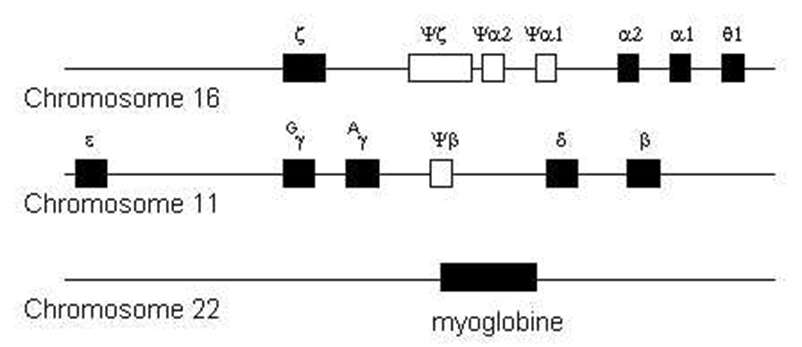 ζ Ψζ Ψα2 Ψα1 α2 α1 θ1
Chromosome 16
ε Gγ Aγ Ψβ δ β
Chromosome 11
Chromosome 22
myoglobine